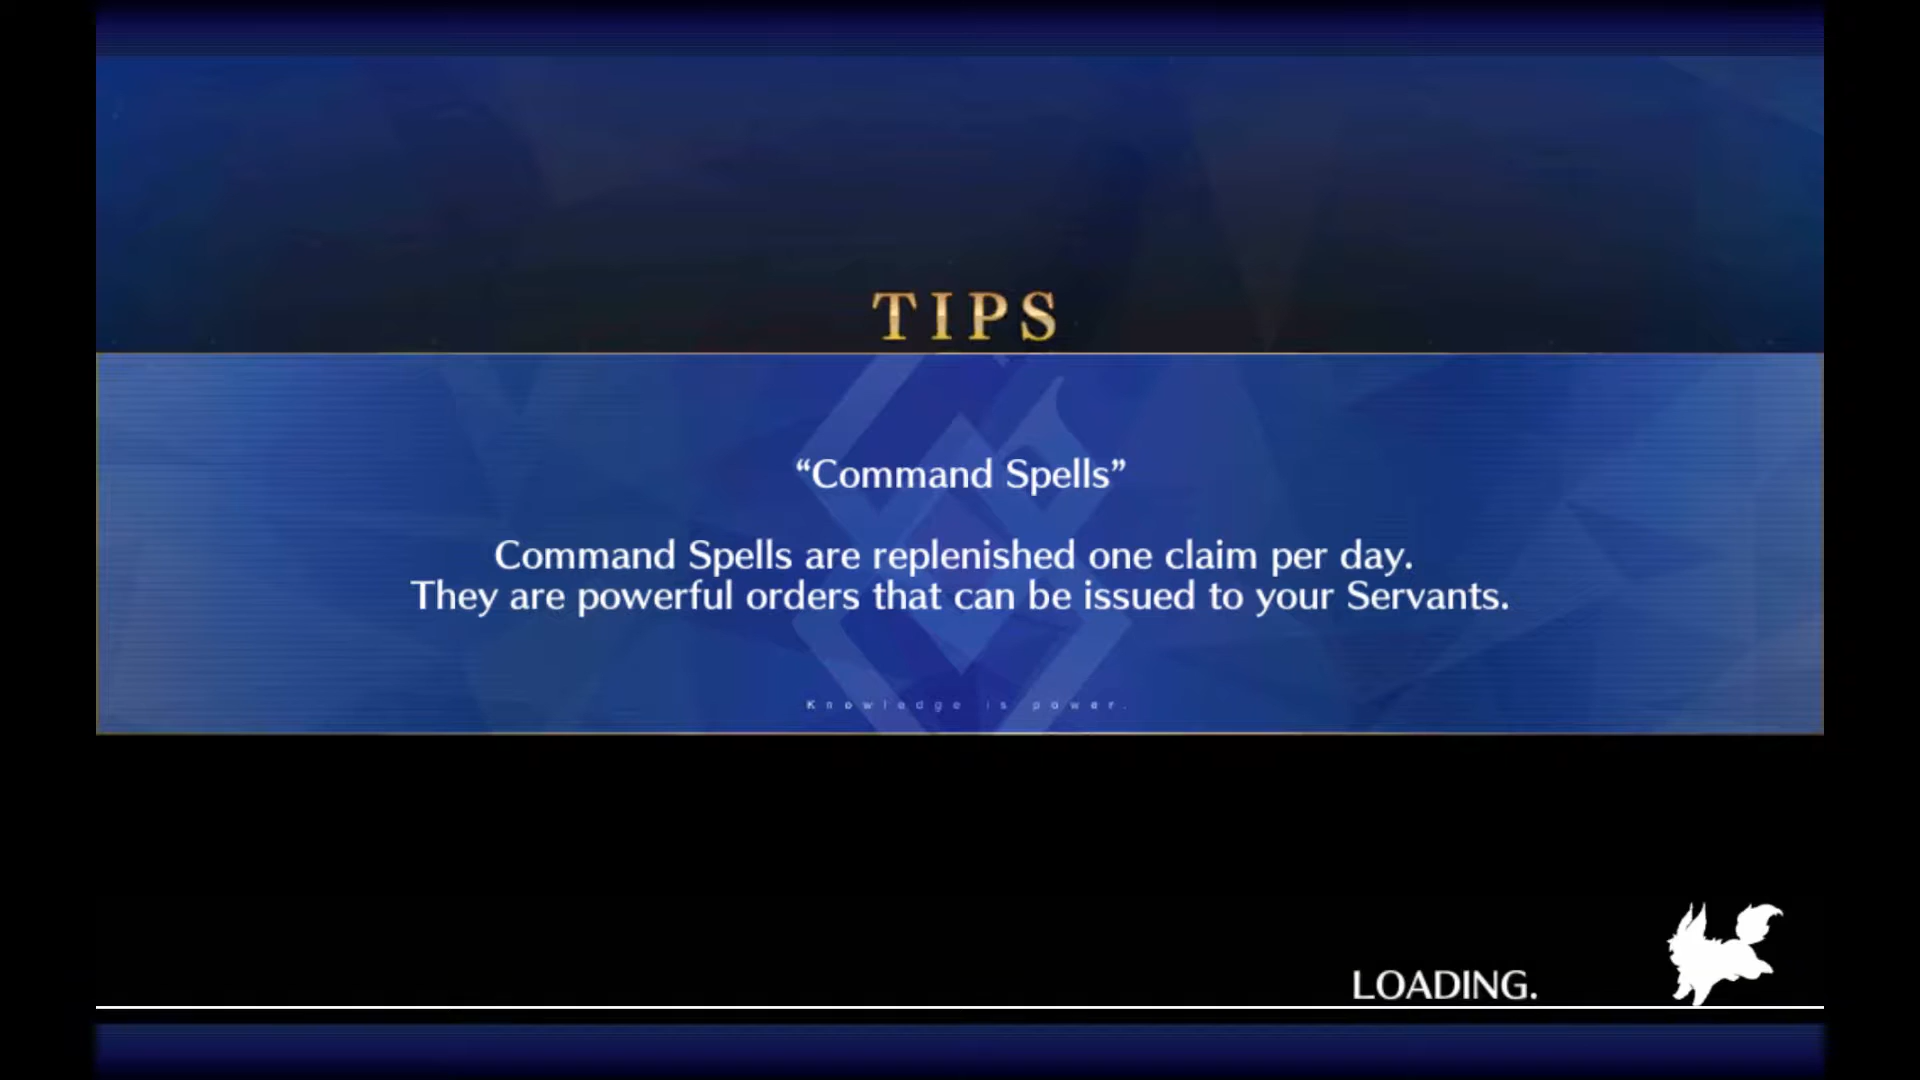 TIPS
“Command Spells”
Command Spells are replenished one claim per day.
They are powerful orders that can be issued to your Servants.
Knowledge is power.
LOADING.